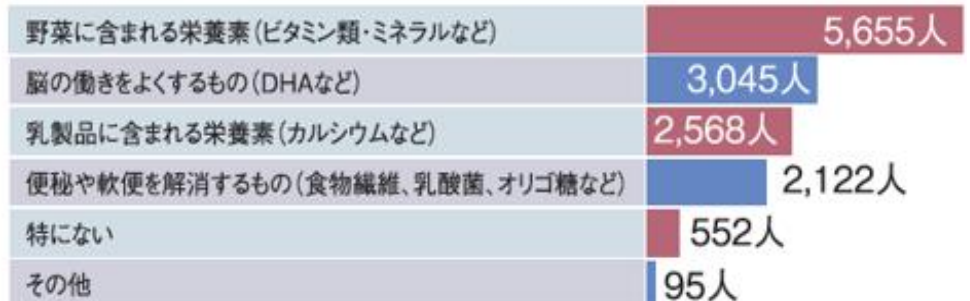 野菜に含まれる栄養素(ビタミン類・ミネラルなど) 5,655人
脳の働きをよくするもの(DHAなど) 3,045人
乳製品に含まれる栄養素(カルシウムなど) 2,568人
便秘や軟便を解消するもの(食物繊維、乳酸菌、オリゴ糖など) 2,122人
特にない 552人
その他 95人